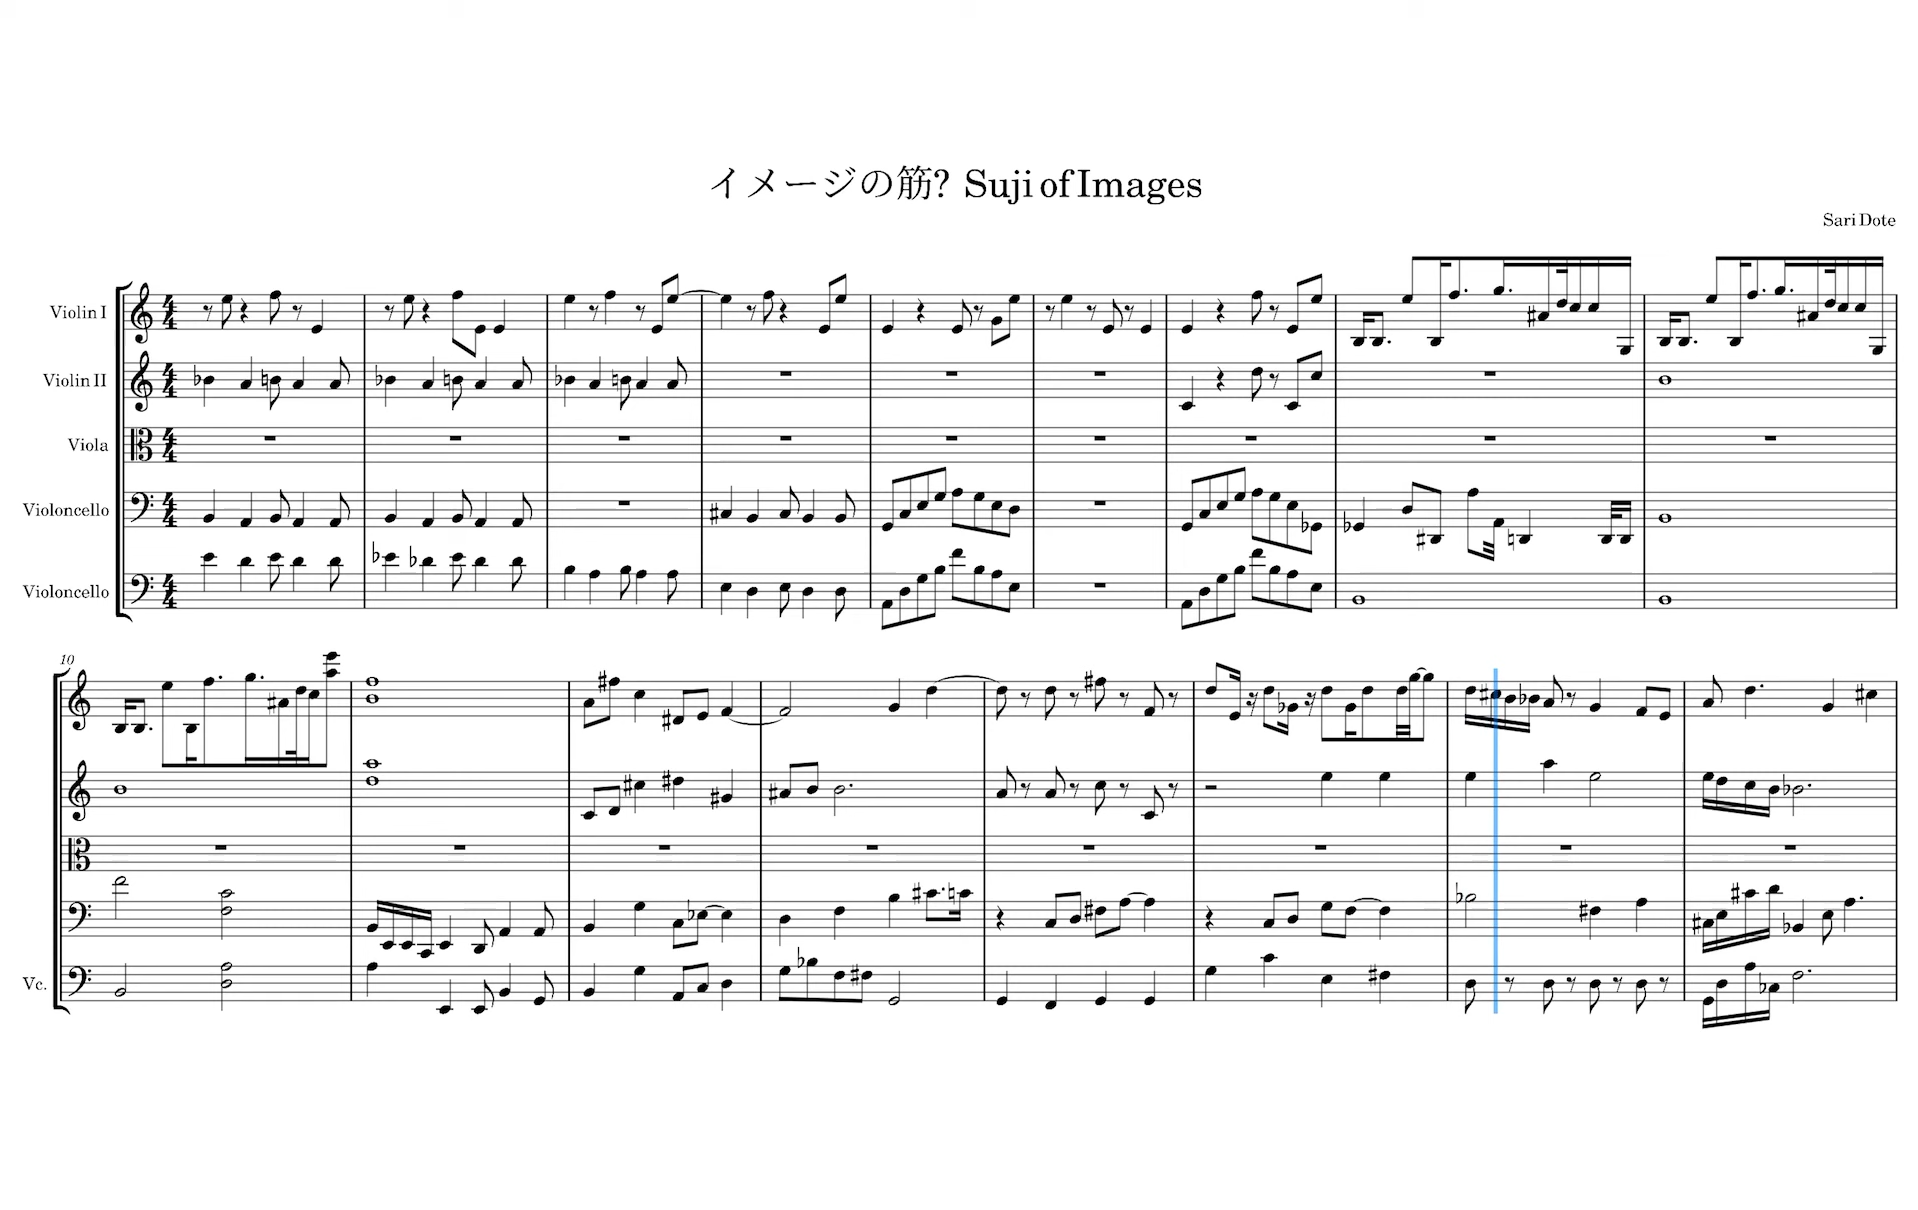 イメージの筋? Suji of Images
Sari Dote
Violin I
Violin II
Viola
Violoncello
Violoncello
10
Vc.